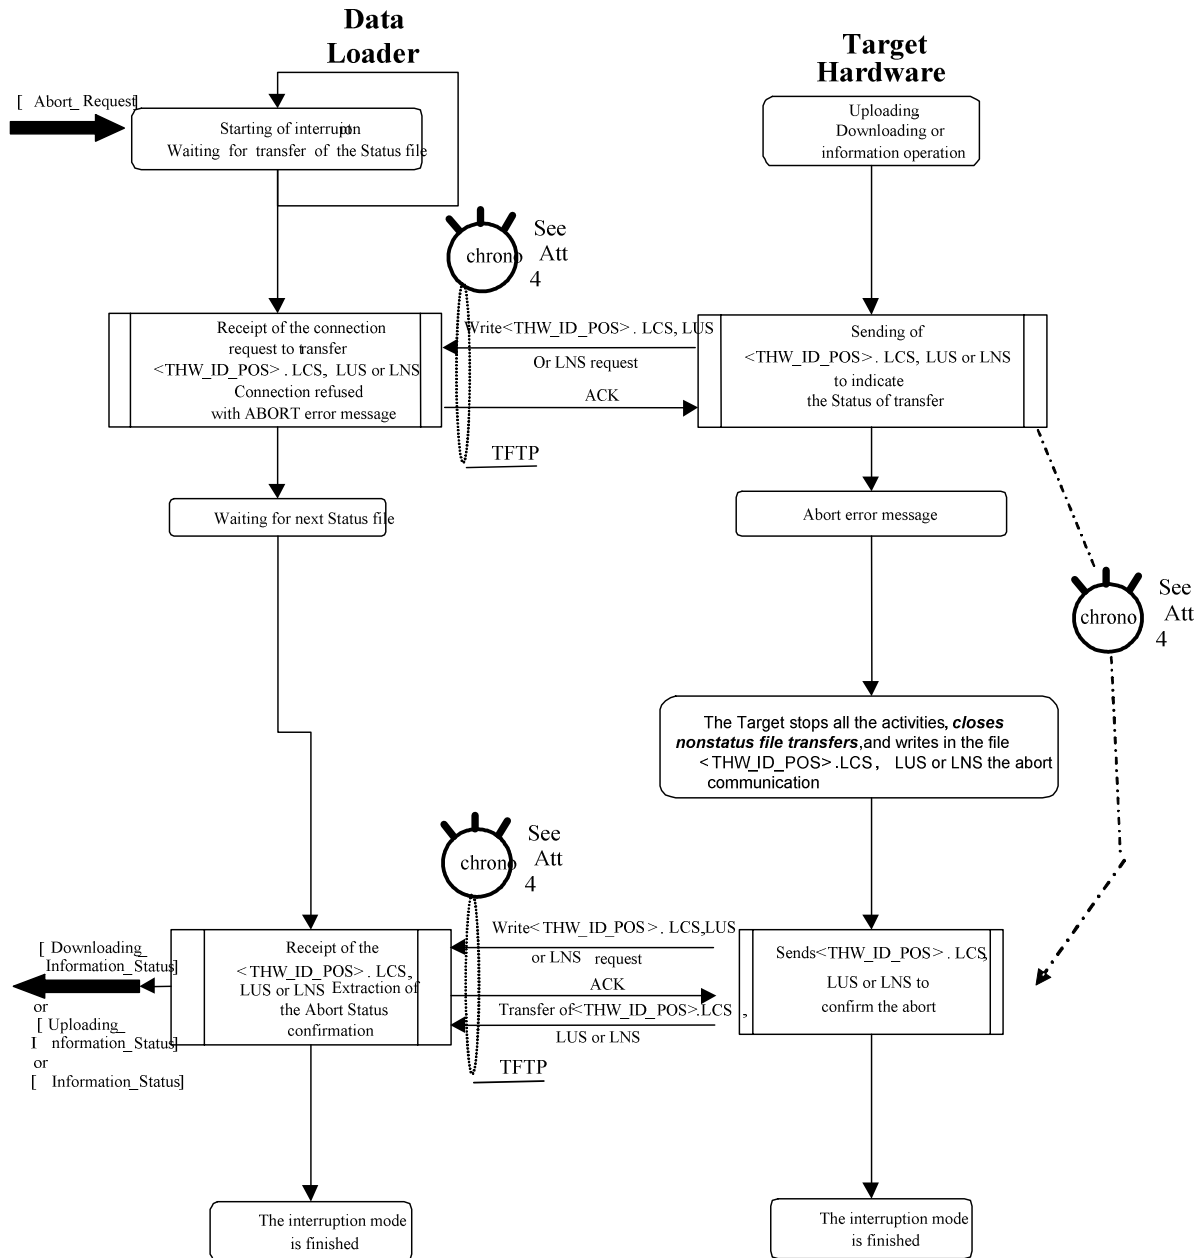 Data
Loader
Target
Hardware
[ Abort_ Request]
Starting of interruption
Waiting for transfer of the Status file
Uploading
Downloading or
information operation
chrono
See
Att
4
Receipt of the connection
request to transfer
<THW_ID_POS> . LCS, LUS or LNS
Connection refused
with ABORT error message
Write<THW_ID_POS> . LCS, LUS
Or LNS request
ACK
TFTP
Sending of
<THW_ID_POS> . LCS, LUS or LNS
to indicate
the Status of transfer
Waiting for next Status file
Abort error message
chrono
See
Att
4
The Target stops all the activities, closes
nonstatus file transfers,and writes in the file
<THW_ID_POS>.LCS, LUS or LNS the abort
communication
chrono
See
Att
4
[ Downloading_
Information_Status]
or
[ Uploading_
I nformation_Status]
or
[ Information_Status]
Receipt of the
<THW_ID_POS> . LCS,
LUS or LNS Extraction of
the Abort Status
confirmation
Write<THW_ID_POS> . LCS,LUS
or LNS request
ACK
Transfer of<THW_ID_POS>.LCS ,
LUS or LNS
TFTP
Sends<THW_ID_POS> . LCS,
LUS or LNS to
confirm the abort
The interruption mode
is finished
The interruption mode
is finished